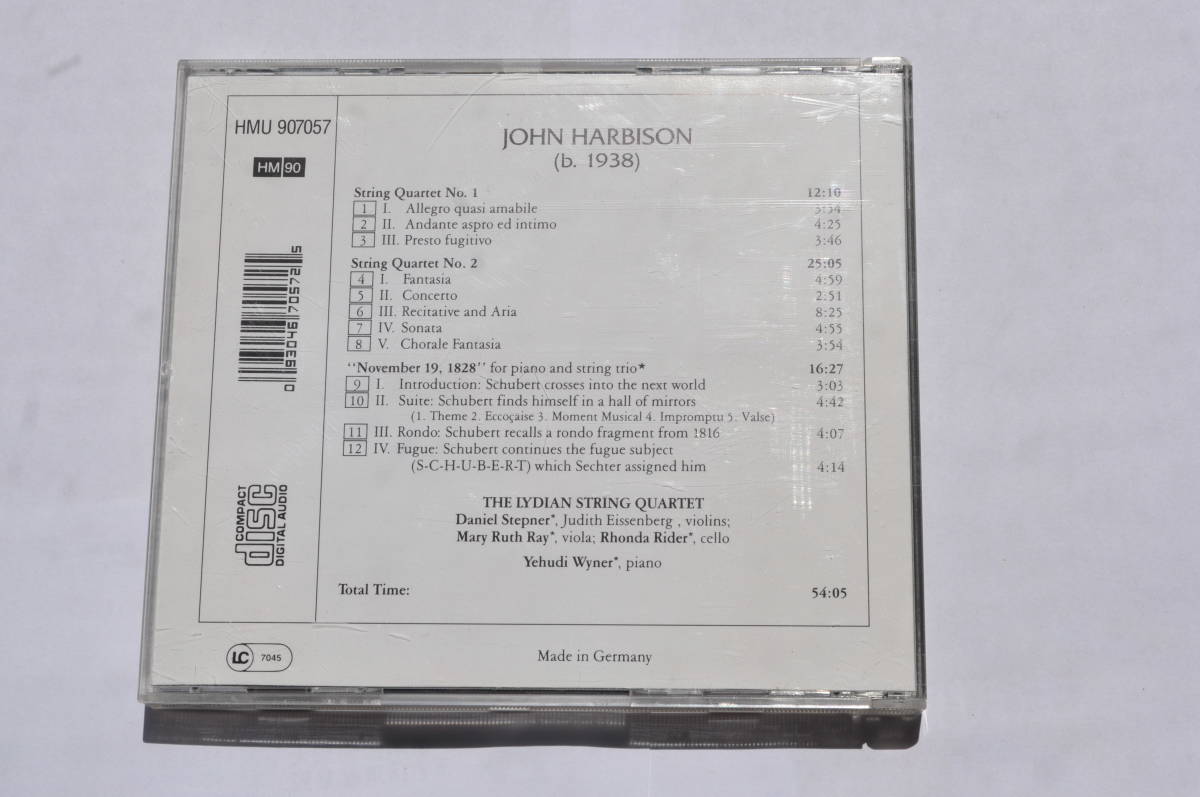 HMU 907057
HM 90
0 93046 70572 5
COMPACT
disc
DIGITAL AUDIO
LC 7045
JOHN HARBISON
(b. 1938)
String Quartet No. 1 12:10
1 I. Allegro quasi amabile 3:54
2 II. Andante aspro ed intimo 4:25
3 III. Presto fugitivo 3:46
String Quartet No. 2 25:05
4 I. Fantasia 4:59
5 II. Concerto 2:51
6 III. Recitative and Aria 8:25
7 IV. Sonata 4:55
8 V. Chorale Fantasia 3:54
"November 19, 1828" for piano and string trio* 16:27
9 I. Introduction: Schubert crosses into the next world 3:03
10 II. Suite: Schubert finds himself in a hall of mirrors 4:42
(1. Theme 2. Eccoçaise 3. Moment Musical 4. Impromptu 5. Valse)
11 III. Rondo: Schubert recalls a rondo fragment from 1816 4:07
12 IV. Fugue: Schubert continues the fugue subject
(S-C-H-U-B-E-R-T) which Sechter assigned him 4:14
THE LYDIAN STRING QUARTET
Daniel Stepner*, Judith Eissenberg , violins;
Mary Ruth Ray*, viola; Rhonda Rider*, cello
Yehudi Wyner*, piano
Total Time: 54:05
Made in Germany